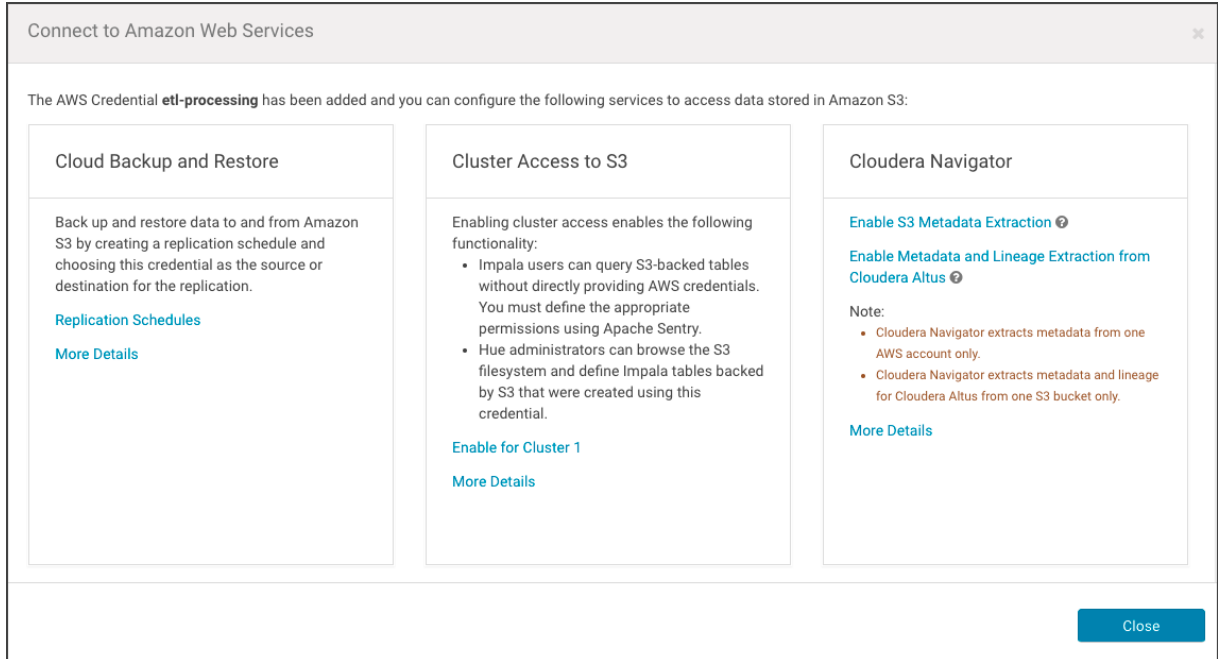 Connect to Amazon Web Services
×
The AWS Credential etl-processing has been added and you can configure the following services to access data stored in Amazon S3:
Cloud Backup and Restore
Back up and restore data to and from Amazon
S3 by creating a replication schedule and
choosing this credential as the source or
destination for the replication.
Replication Schedules
More Details
Cluster Access to S3
Enabling cluster access enables the following
functionality:
• Impala users can query S3-backed tables
without directly providing AWS credentials.
You must define the appropriate
permissions using Apache Sentry.
• Hue administrators can browse the S3
filesystem and define Impala tables backed
by S3 that were created using this
credential.
Enable for Cluster 1
More Details
Cloudera Navigator
Enable S3 Metadata Extraction ?
Enable Metadata and Lineage Extraction from
Cloudera Altus ?
Note:
• Cloudera Navigator extracts metadata from one
AWS account only.
• Cloudera Navigator extracts metadata and lineage
for Cloudera Altus from one S3 bucket only.
More Details
Close